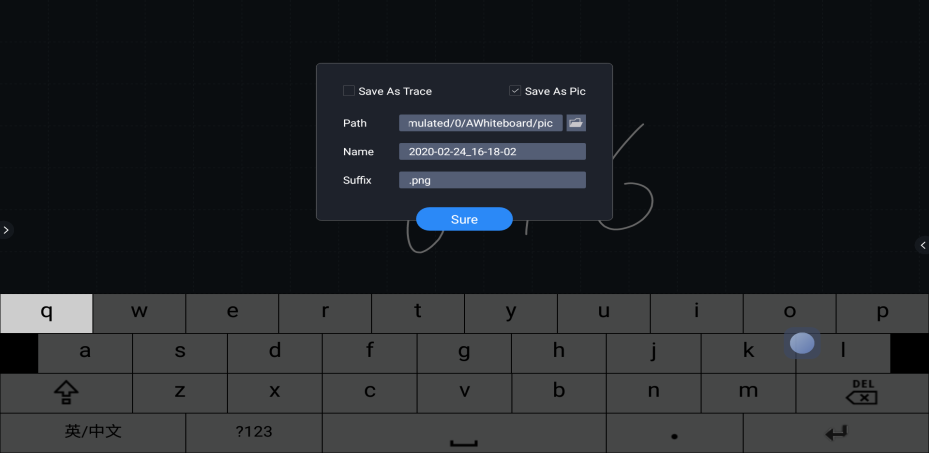 Save As Trace Save As Pic
Path mulated/0/AWhiteboard/pic
Name 2020-02-24_16-18-02
Suffix .png
Sure
q w e r t y u i o p
a s d f g h j k l
z x c v b n m DEL
英/中文 ?123 .